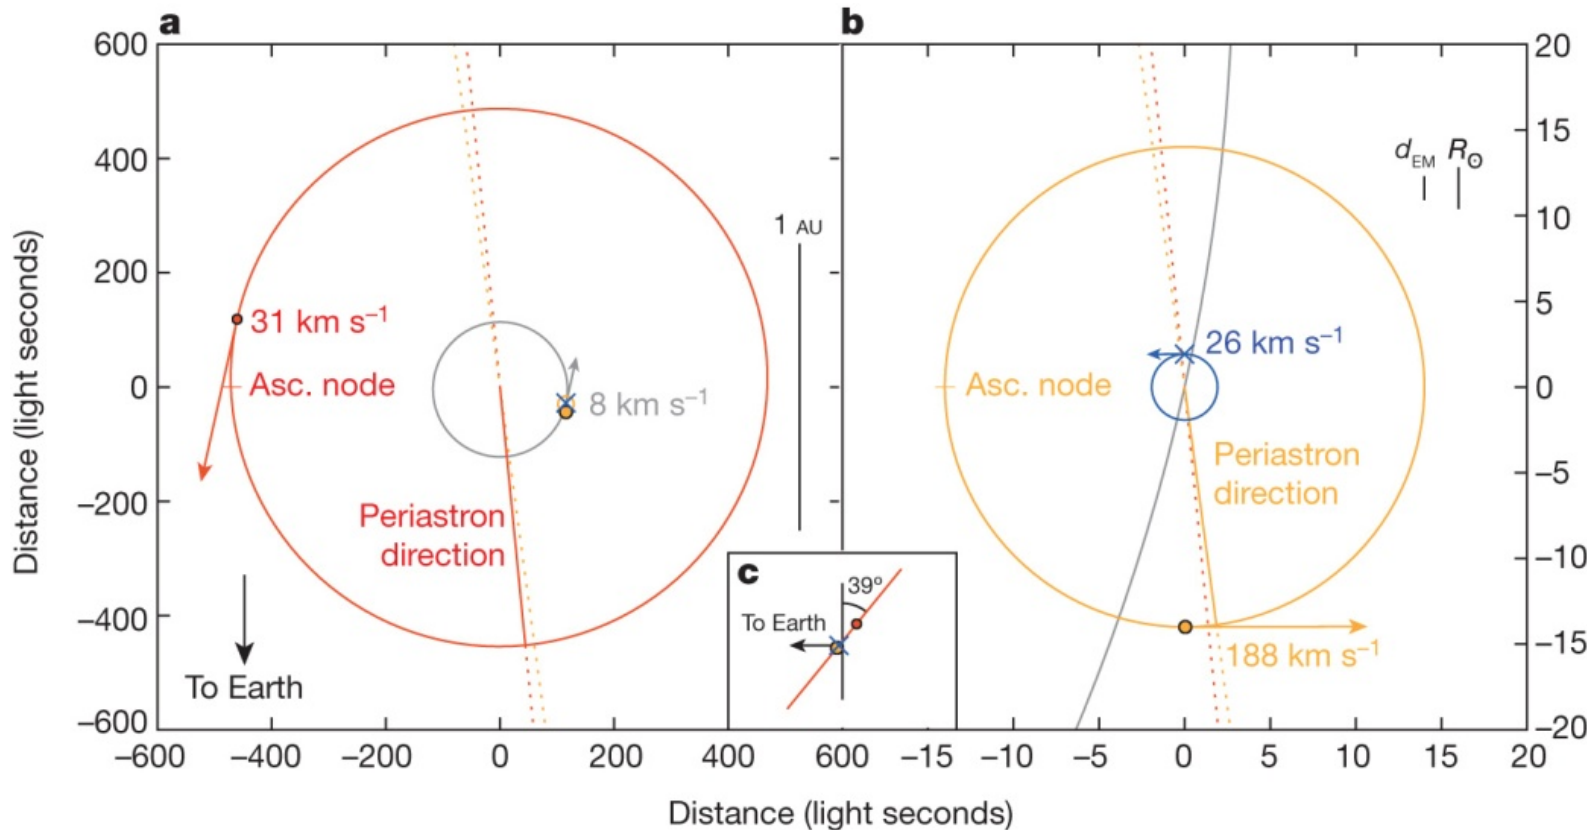 a
b
600
400
200
0
–200
–400
–600
Distance (light seconds)
31 km s⁻¹
Asc. node
8 km s⁻¹
Periastron
direction
To Earth
1 AU
c
39º
To Earth
20
15
10
5
0
–5
–10
–15
–20
d_EM R_⊙
26 km s⁻¹
Asc. node
Periastron
direction
188 km s⁻¹
–600 –400 –200 0 200 400 600 –15 –10 –5 0 5 10 15 20
Distance (light seconds)